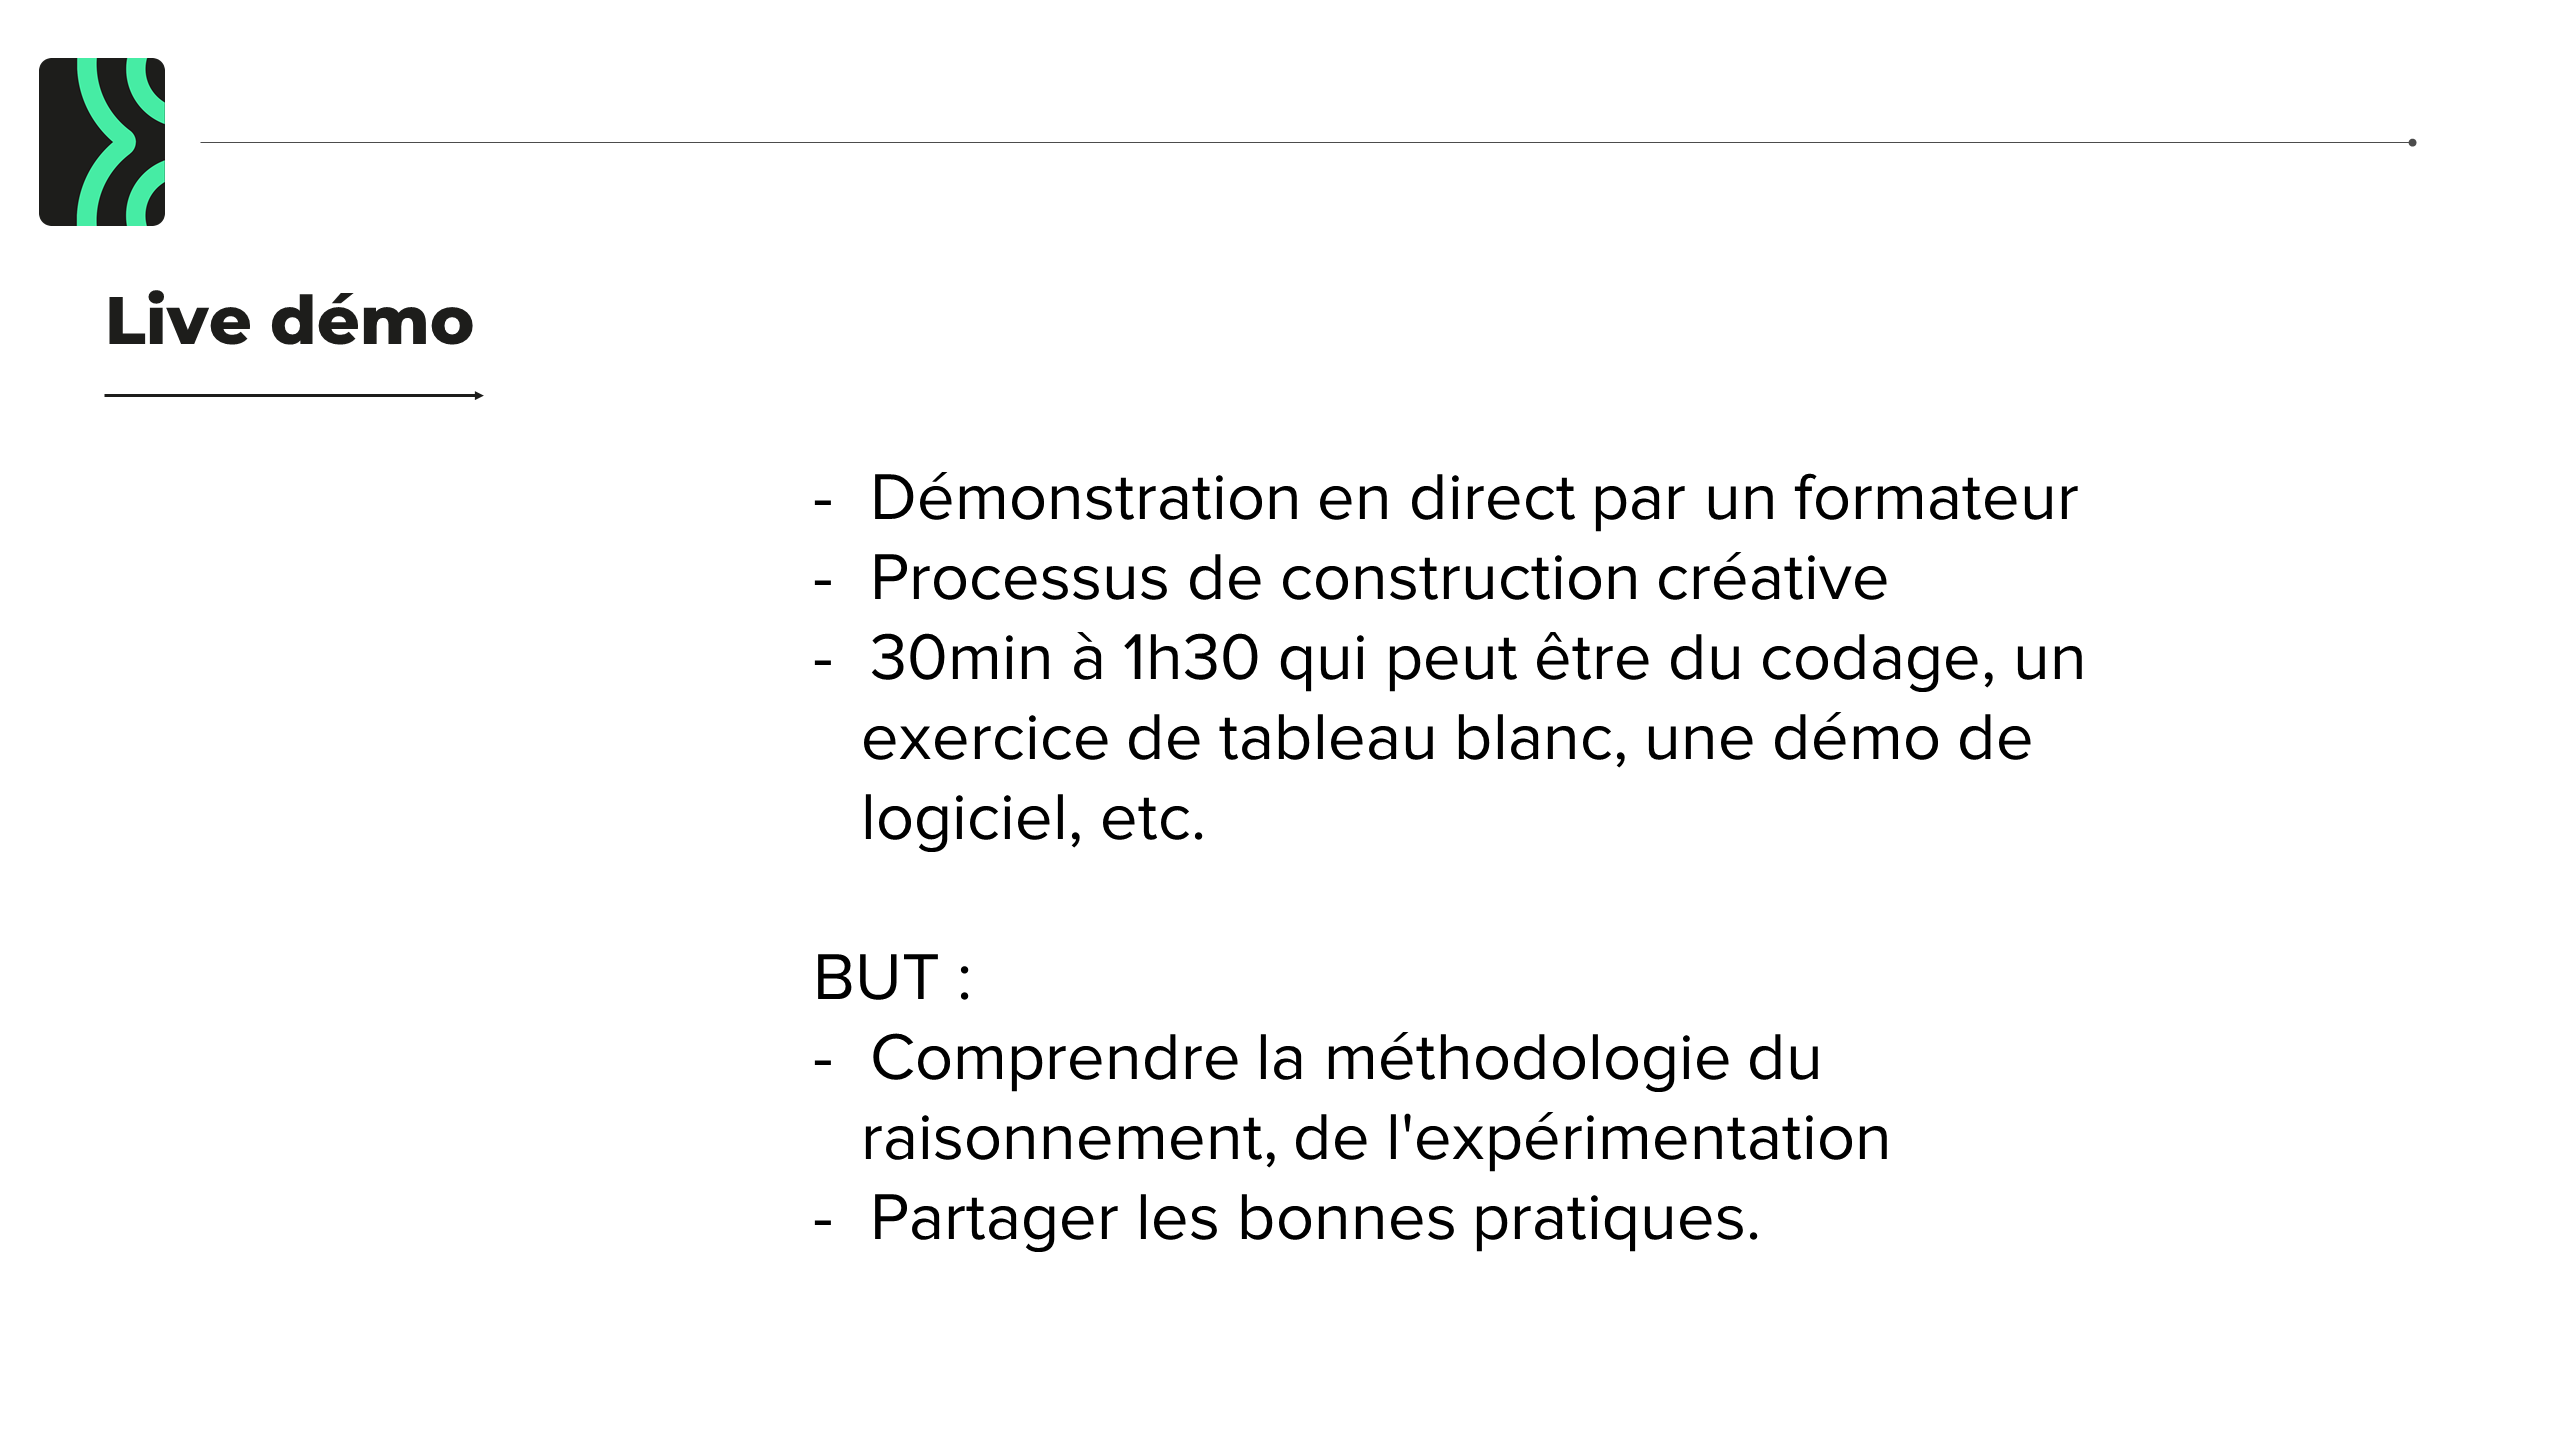 Live démo
- Démonstration en direct par un formateur
- Processus de construction créative
- 30min à 1h30 qui peut être du codage, un
exercice de tableau blanc, une démo de
logiciel, etc.
BUT :
- Comprendre la méthodologie du
raisonnement, de l'expérimentation
- Partager les bonnes pratiques.